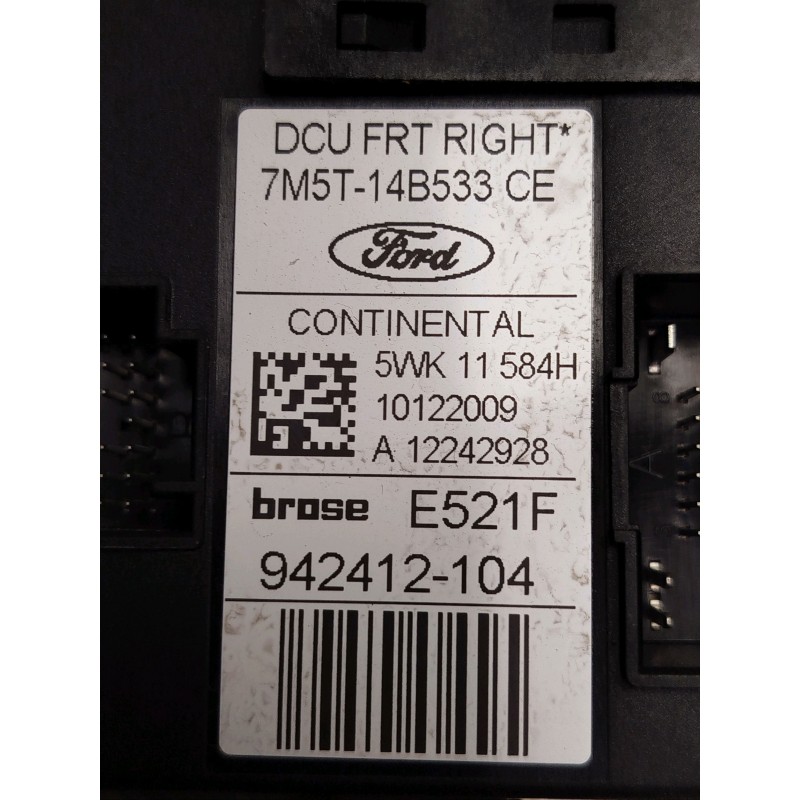 DCU FRT RIGHT*
7M5T-14B533 CE
Ford
CONTINENTAL
5WK 11 584H
10122009
A 12242928
brose E521F
942412-104
A